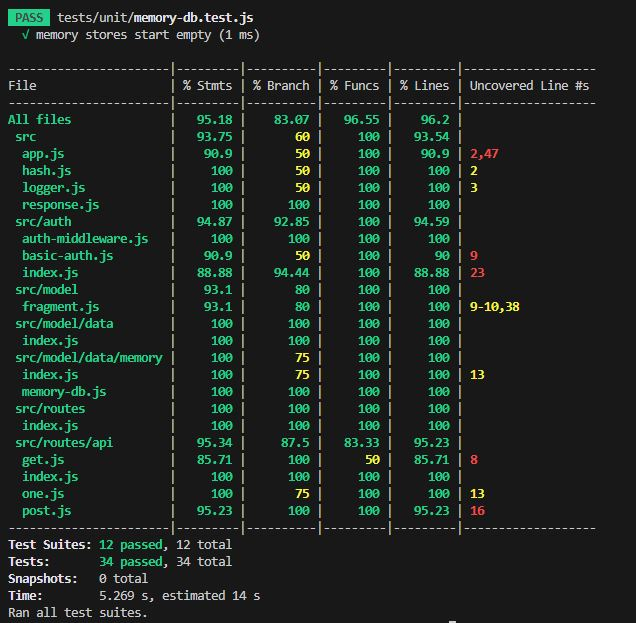 PASS tests/unit/memory-db.test.js
√ memory stores start empty (1 ms)
-----------------------|---------|----------|---------|---------|-------------------
File | % Stmts | % Branch | % Funcs | % Lines | Uncovered Line #s
-----------------------|---------|----------|---------|---------|-------------------
All files | 95.18 | 83.07 | 96.55 | 96.2 |
src | 93.75 | 60 | 100 | 93.54 |
app.js | 90.9 | 50 | 100 | 90.9 | 2,47
hash.js | 100 | 50 | 100 | 100 | 2
logger.js | 100 | 50 | 100 | 100 | 3
response.js | 100 | 100 | 100 | 100 |
src/auth | 94.87 | 92.85 | 100 | 94.59 |
auth-middleware.js | 100 | 100 | 100 | 100 |
basic-auth.js | 90.9 | 50 | 100 | 90 | 9
index.js | 88.88 | 94.44 | 100 | 88.88 | 23
src/model | 93.1 | 80 | 100 | 100 |
fragment.js | 93.1 | 80 | 100 | 100 | 9-10,38
src/model/data | 100 | 100 | 100 | 100 |
index.js | 100 | 100 | 100 | 100 |
src/model/data/memory | 100 | 75 | 100 | 100 |
index.js | 100 | 75 | 100 | 100 | 13
memory-db.js | 100 | 100 | 100 | 100 |
src/routes | 100 | 100 | 100 | 100 |
index.js | 100 | 100 | 100 | 100 |
src/routes/api | 95.34 | 87.5 | 83.33 | 95.23 |
get.js | 85.71 | 100 | 50 | 85.71 | 8
index.js | 100 | 100 | 100 | 100 |
one.js | 100 | 75 | 100 | 100 | 13
post.js | 95.23 | 100 | 100 | 95.23 | 16
-----------------------|---------|----------|---------|---------|-------------------
Test Suites: 12 passed, 12 total
Tests: 34 passed, 34 total
Snapshots: 0 total
Time: 5.269 s, estimated 14 s
Ran all test suites.